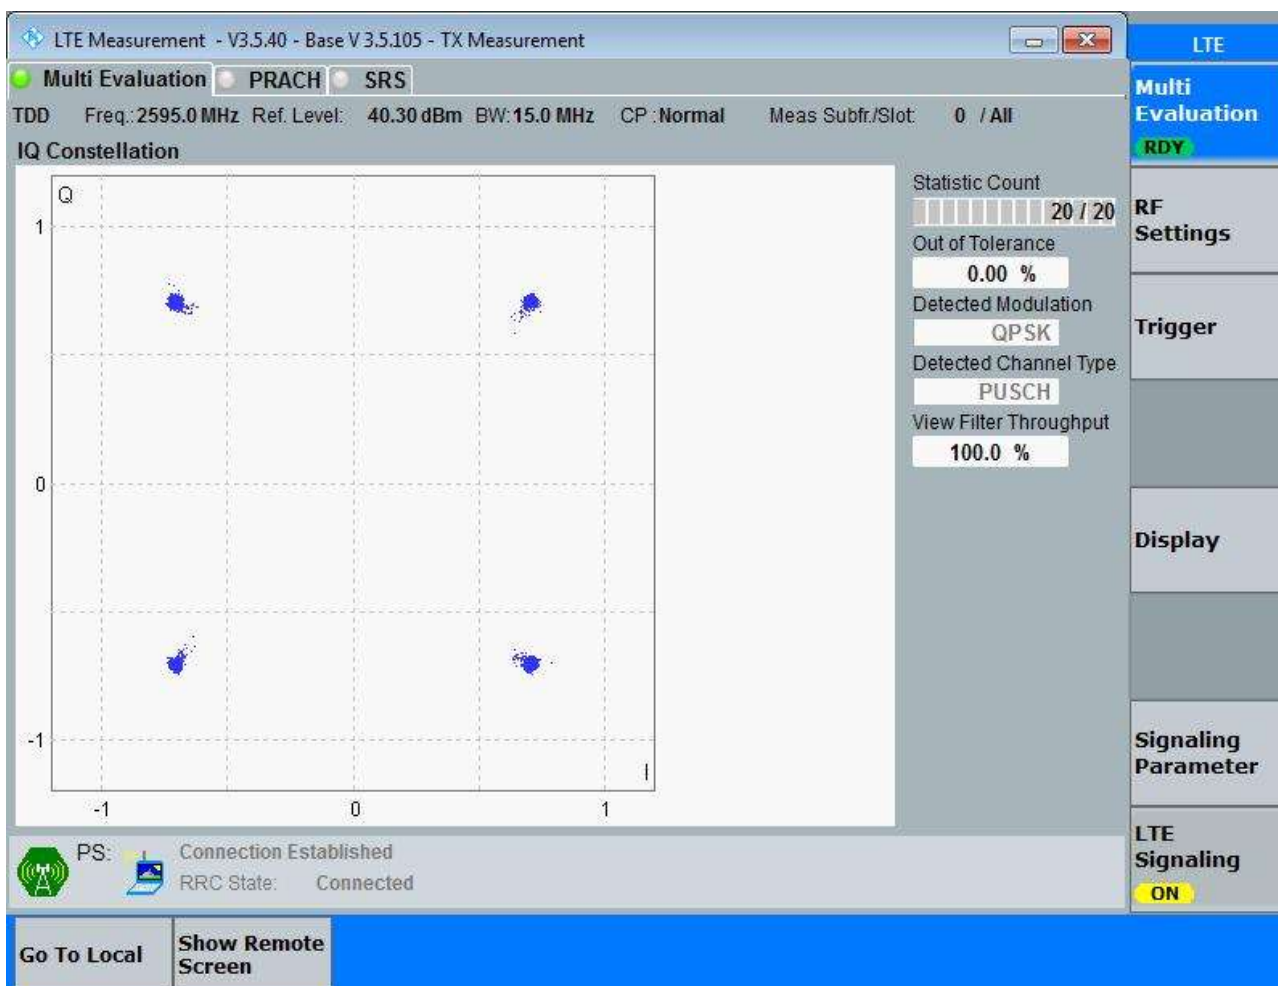 LTE Measurement - V3.5.40 - Base V 3.5.105 - TX Measurement
LTE
Multi Evaluation PRACH SRS
Multi
Evaluation
RDY
TDD Freq.: 2595.0 MHz Ref. Level: 40.30 dBm BW: 15.0 MHz CP : Normal Meas Subfr./Slot: 0 / All
IQ Constellation
Q
1
0
-1
I
-1 0 1
Statistic Count
20 / 20
Out of Tolerance
0.00 %
Detected Modulation
QPSK
Detected Channel Type
PUSCH
View Filter Throughput
100.0 %
RF
Settings
Trigger
Display
Signaling
Parameter
LTE
Signaling
ON
PS: Connection Established
RRC State: Connected
Go To Local
Show Remote
Screen